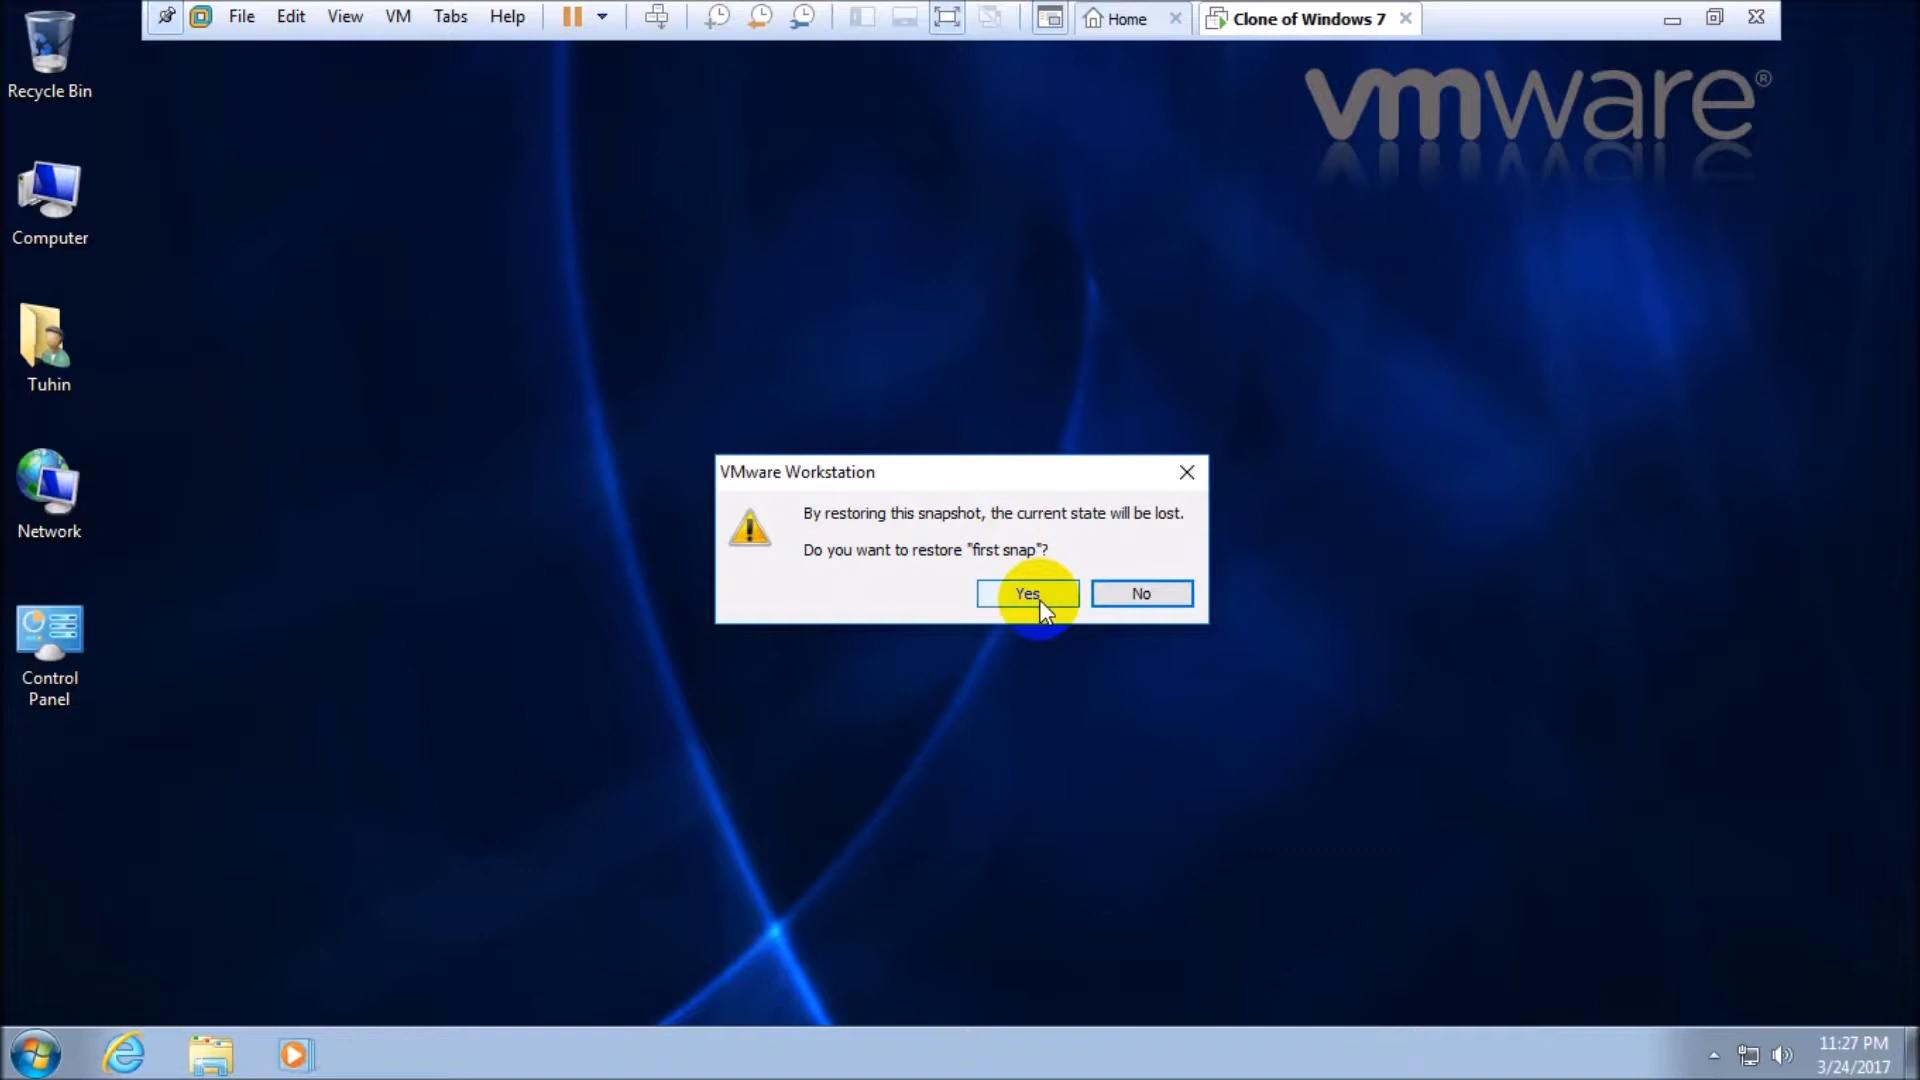 File Edit View VM Tabs Help Home Clone of Windows 7
Recycle Bin
vmware®
Computer
Tuhin
VMware Workstation
By restoring this snapshot, the current state will be lost.
Do you want to restore "first snap"?
Yes No
Network
Control
Panel
11:27 PM
3/24/2017